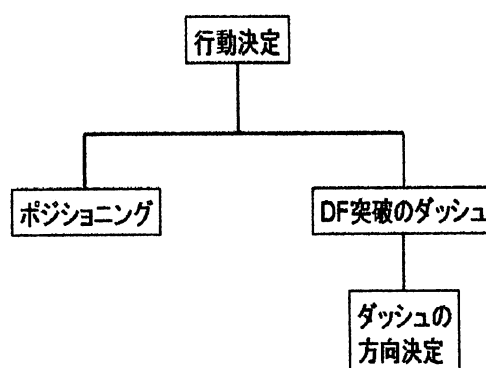 行動決定
ポジショニング
DF突破のダッシュ
ダッシュの
方向決定